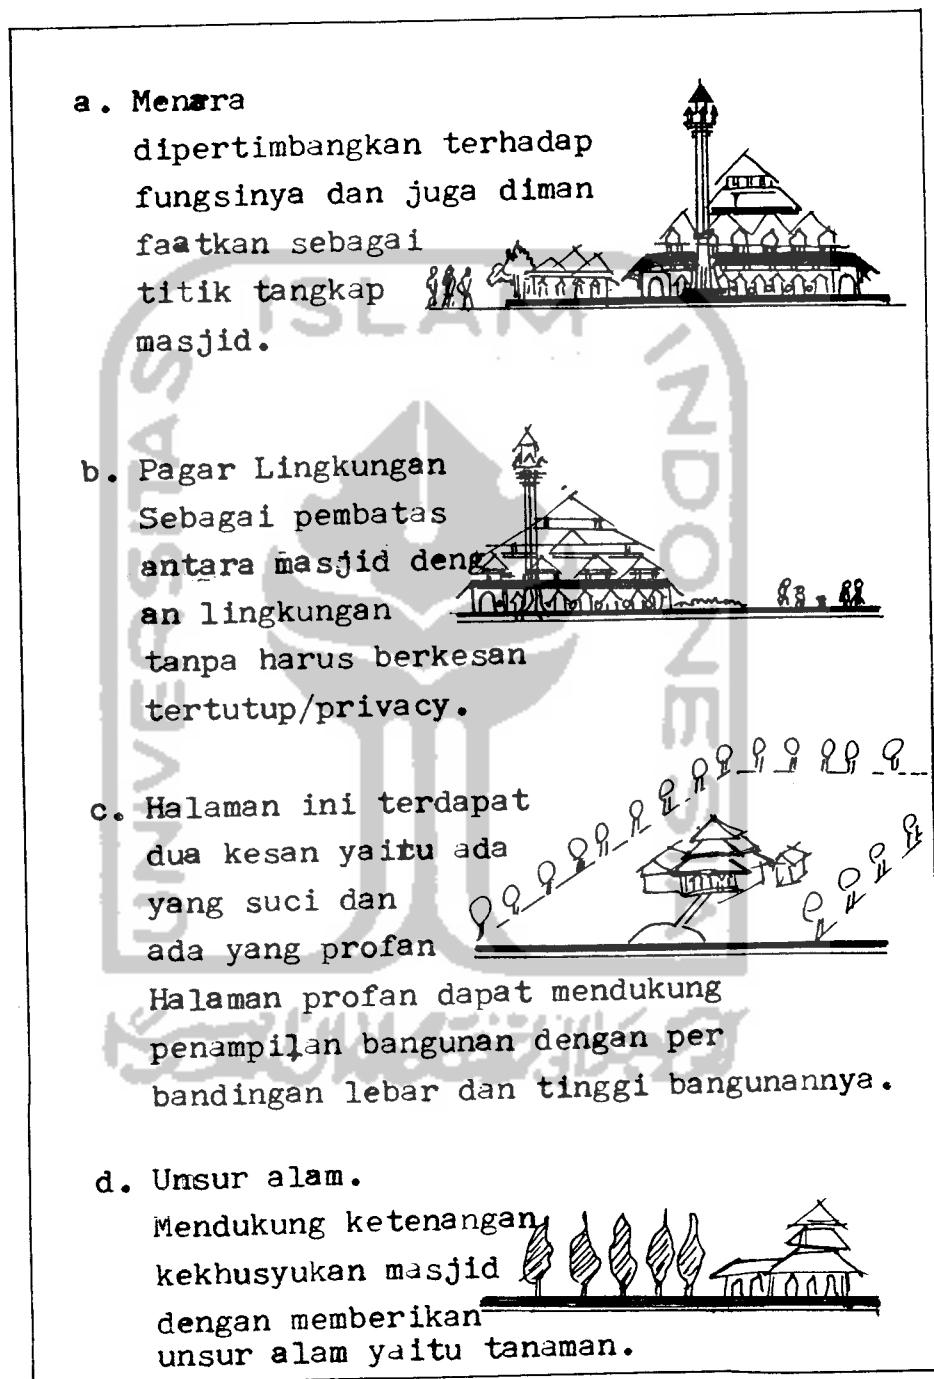 a. Menara
dipertimbangkan terhadap
fungsinya dan juga diman
faatkan sebagai
titik tangkap
masjid.
b. Pagar Lingkungan
Sebagai pembatas
antara masjid deng
an lingkungan
tanpa harus berkesan
tertutup/privacy.
c. Halaman ini terdapat
dua kesan yaitu ada
yang suci dan
ada yang profan
Halaman profan dapat mendukung
penampilan bangunan dengan per
bandingan lebar dan tinggi bangunannya.
d. Unsur alam.
Mendukung ketenangan,
kekhusyukan masjid
dengan memberikan
unsur alam yaitu tanaman.
UNIVERSITAS
ISLAM
INDONESIA